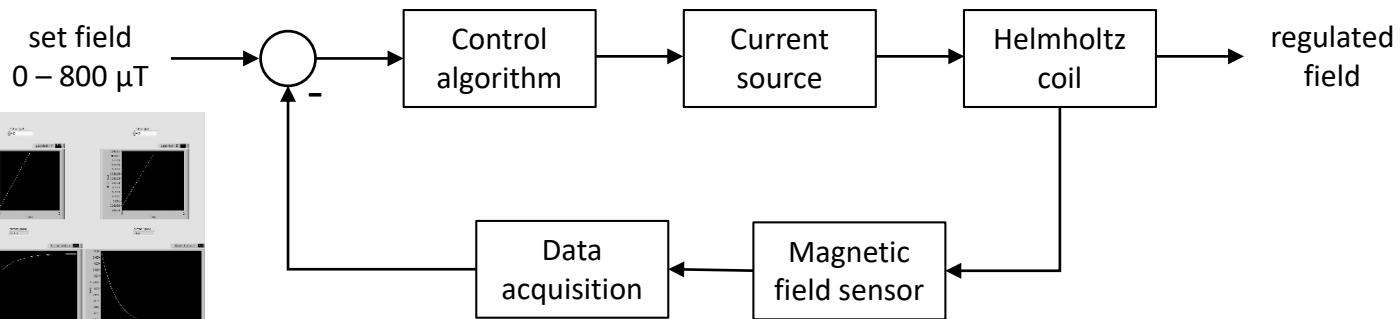 set field
0 – 800 µT
-
Control
algorithm
Current
source
Helmholtz
coil
regulated
field
Data
acquisition
Magnetic
field sensor